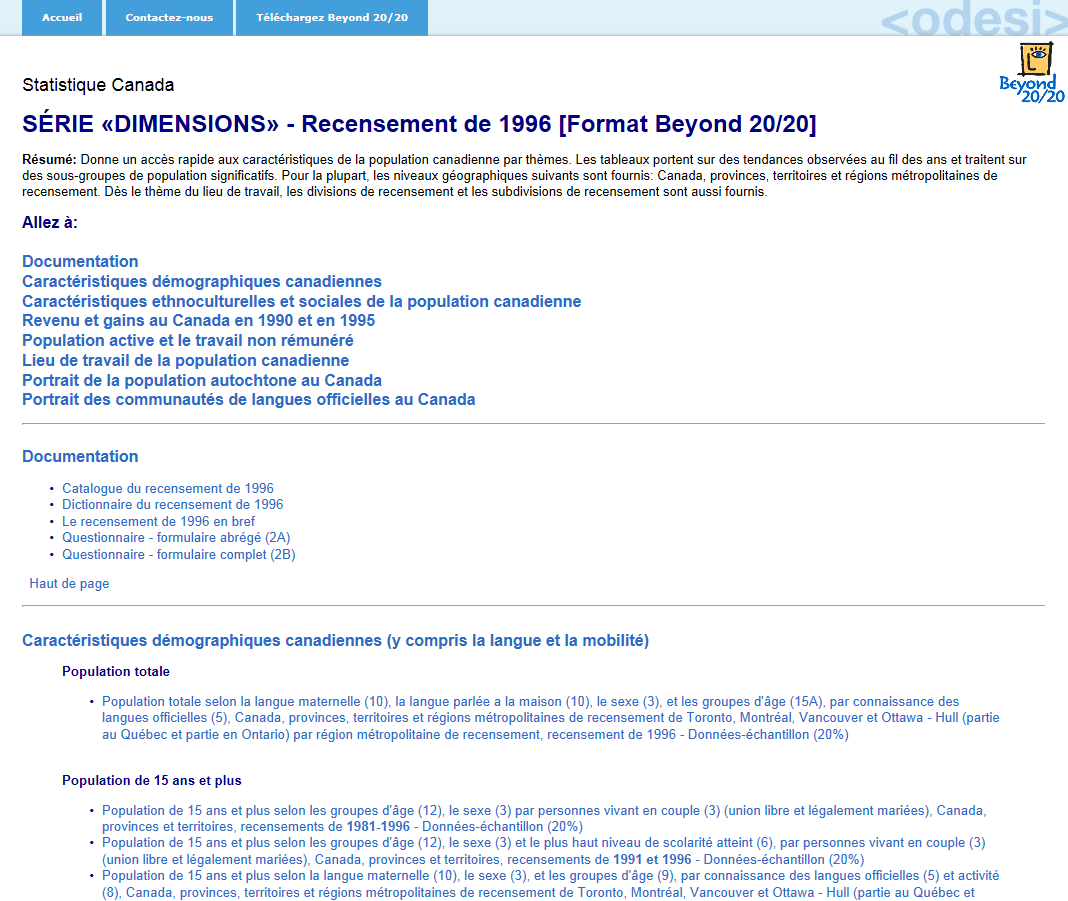 Accueil Contactez-nous Téléchargez Beyond 20/20
<odesi>
Beyond
20/20
Statistique Canada
SÉRIE «DIMENSIONS» - Recensement de 1996 [Format Beyond 20/20]
Résumé: Donne un accès rapide aux caractéristiques de la population canadienne par thèmes. Les tableaux portent sur des tendances observées au fil des ans et traitent sur
des sous-groupes de population significatifs. Pour la plupart, les niveaux géographiques suivants sont fournis: Canada, provinces, territoires et régions métropolitaines de
recensement. Dès le thème du lieu de travail, les divisions de recensement et les subdivisions de recensement sont aussi fournis.
Allez à:
Documentation
Caractéristiques démographiques canadiennes
Caractéristiques ethnoculturelles et sociales de la population canadienne
Revenu et gains au Canada en 1990 et en 1995
Population active et le travail non rémunéré
Lieu de travail de la population canadienne
Portrait de la population autochtone au Canada
Portrait des communautés de langues officielles au Canada
Documentation
• Catalogue du recensement de 1996
• Dictionnaire du recensement de 1996
• Le recensement de 1996 en bref
• Questionnaire - formulaire abrégé (2A)
• Questionnaire - formulaire complet (2B)
Haut de page
Caractéristiques démographiques canadiennes (y compris la langue et la mobilité)
Population totale
• Population totale selon la langue maternelle (10), la langue parlée a la maison (10), le sexe (3), et les groupes d'âge (15A), par connaissance des
langues officielles (5), Canada, provinces, territoires et régions métropolitaines de recensement de Toronto, Montréal, Vancouver et Ottawa - Hull (partie
au Québec et partie en Ontario) par région métropolitaine de recensement, recensement de 1996 - Données-échantillon (20%)
Population de 15 ans et plus
• Population de 15 ans et plus selon les groupes d'âge (12), le sexe (3) par personnes vivant en couple (3) (union libre et légalement mariées), Canada,
provinces et territoires, recensements de 1981-1996 - Données-échantillon (20%)
• Population de 15 ans et plus selon les groupes d'âge (12), le sexe (3) et le plus haut niveau de scolarité atteint (6), par personnes vivant en couple (3)
(union libre et légalement mariées), Canada, provinces et territoires, recensements de 1991 et 1996 - Données-échantillon (20%)
• Population de 15 ans et plus selon la langue maternelle (10), le sexe (3), et les groupes d'âge (9), par connaissance des langues officielles (5) et activité
(8), Canada, provinces, territoires et régions métropolitaines de recensement de Toronto, Montréal, Vancouver et Ottawa - Hull (partie au Québec et